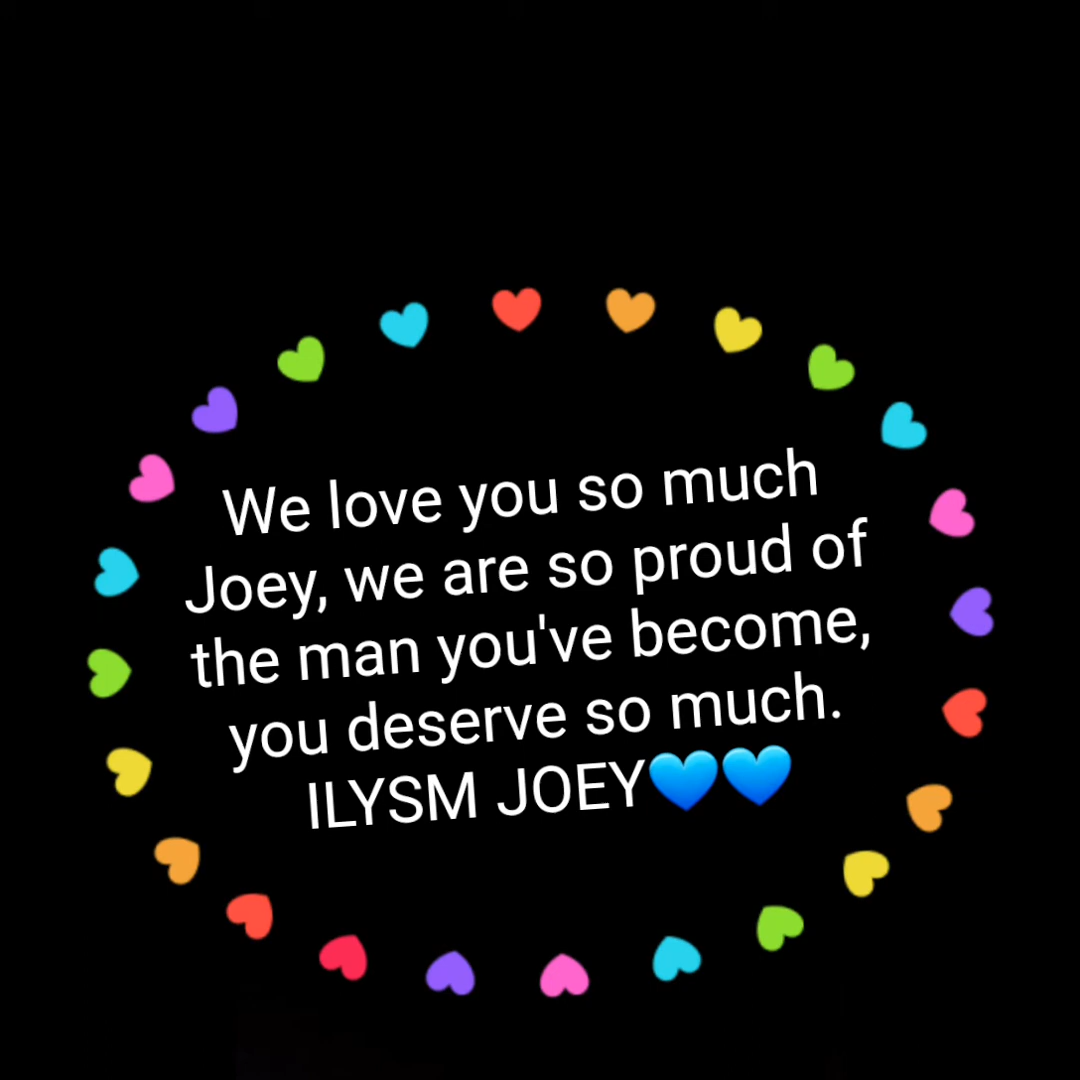 We love you so much
Joey, we are so proud of
the man you've become,
you deserve so much.
ILYSM JOEY💙💙